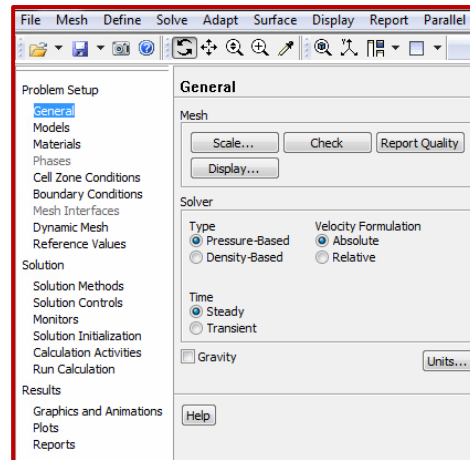 File Mesh Define Solve Adapt Surface Display Report Parallel
Problem Setup
General
Models
Materials
Phases
Cell Zone Conditions
Boundary Conditions
Mesh Interfaces
Dynamic Mesh
Reference Values
Solution
Solution Methods
Solution Controls
Monitors
Solution Initialization
Calculation Activities
Run Calculation
Results
Graphics and Animations
Plots
Reports
General
Mesh
Scale... Check Report Quality
Display...
Solver
Type Velocity Formulation
Pressure-Based Absolute
Density-Based Relative
Time
Steady
Transient
Gravity Units...
Help